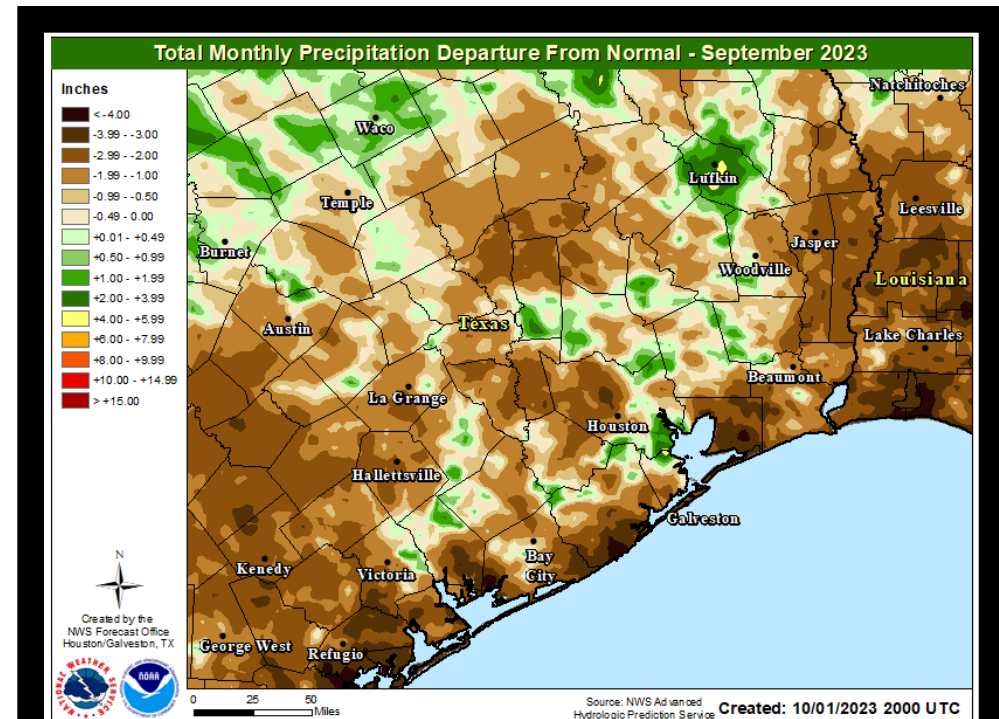 Total Monthly Precipitation Departure From Normal - September 2023
Inches
< -4.00
-3.99 - -3.00
-2.99 - -2.00
-1.99 - -1.00
-0.99 - -0.50
-0.49 - 0.00
+0.01 - +0.49
+0.50 - +0.99
+1.00 - +1.99
+2.00 - +3.99
+4.00 - +5.99
+6.00 - +7.99
+8.00 - +9.99
+10.00 - +14.99
> +15.00
Natchitoches
Waco
Lufkin
Temple
Leesville
Jasper
Burnet
Woodville
Louisiana
Austin
Texas
Lake Charles
Beaumont
La Grange
Houston
Hallettsville
Galveston
Bay
City
Kenedy
Victoria
George West
Refugio
N
Created by the
NWS Forecast Office
Houston/Galveston, TX
NATIONAL WEATHER SERVICE
NOAA
0 25 50
Miles
Source: NWS Advanced
Hydrologic Prediction Service
Created: 10/01/2023 2000 UTC